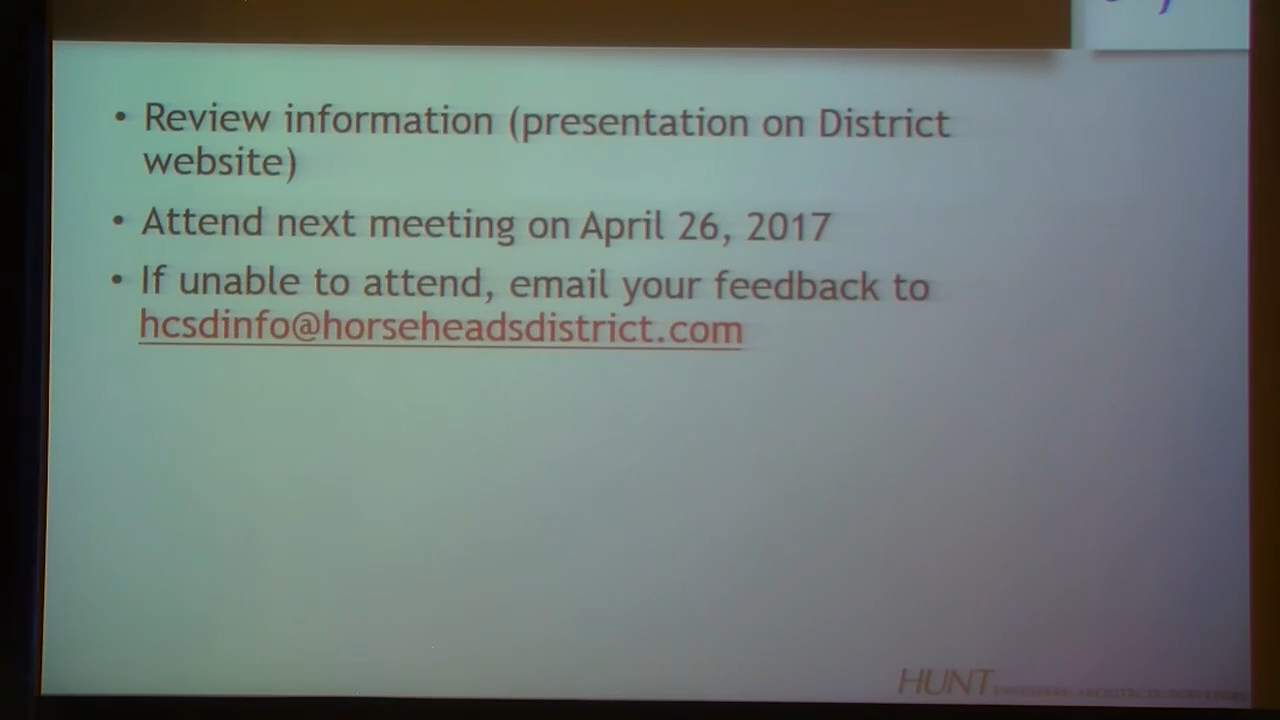 • Review information (presentation on District
website)
• Attend next meeting on April 26, 2017
• If unable to attend, email your feedback to
hcsdinfo@horseheadsdistrict.com
HUNT